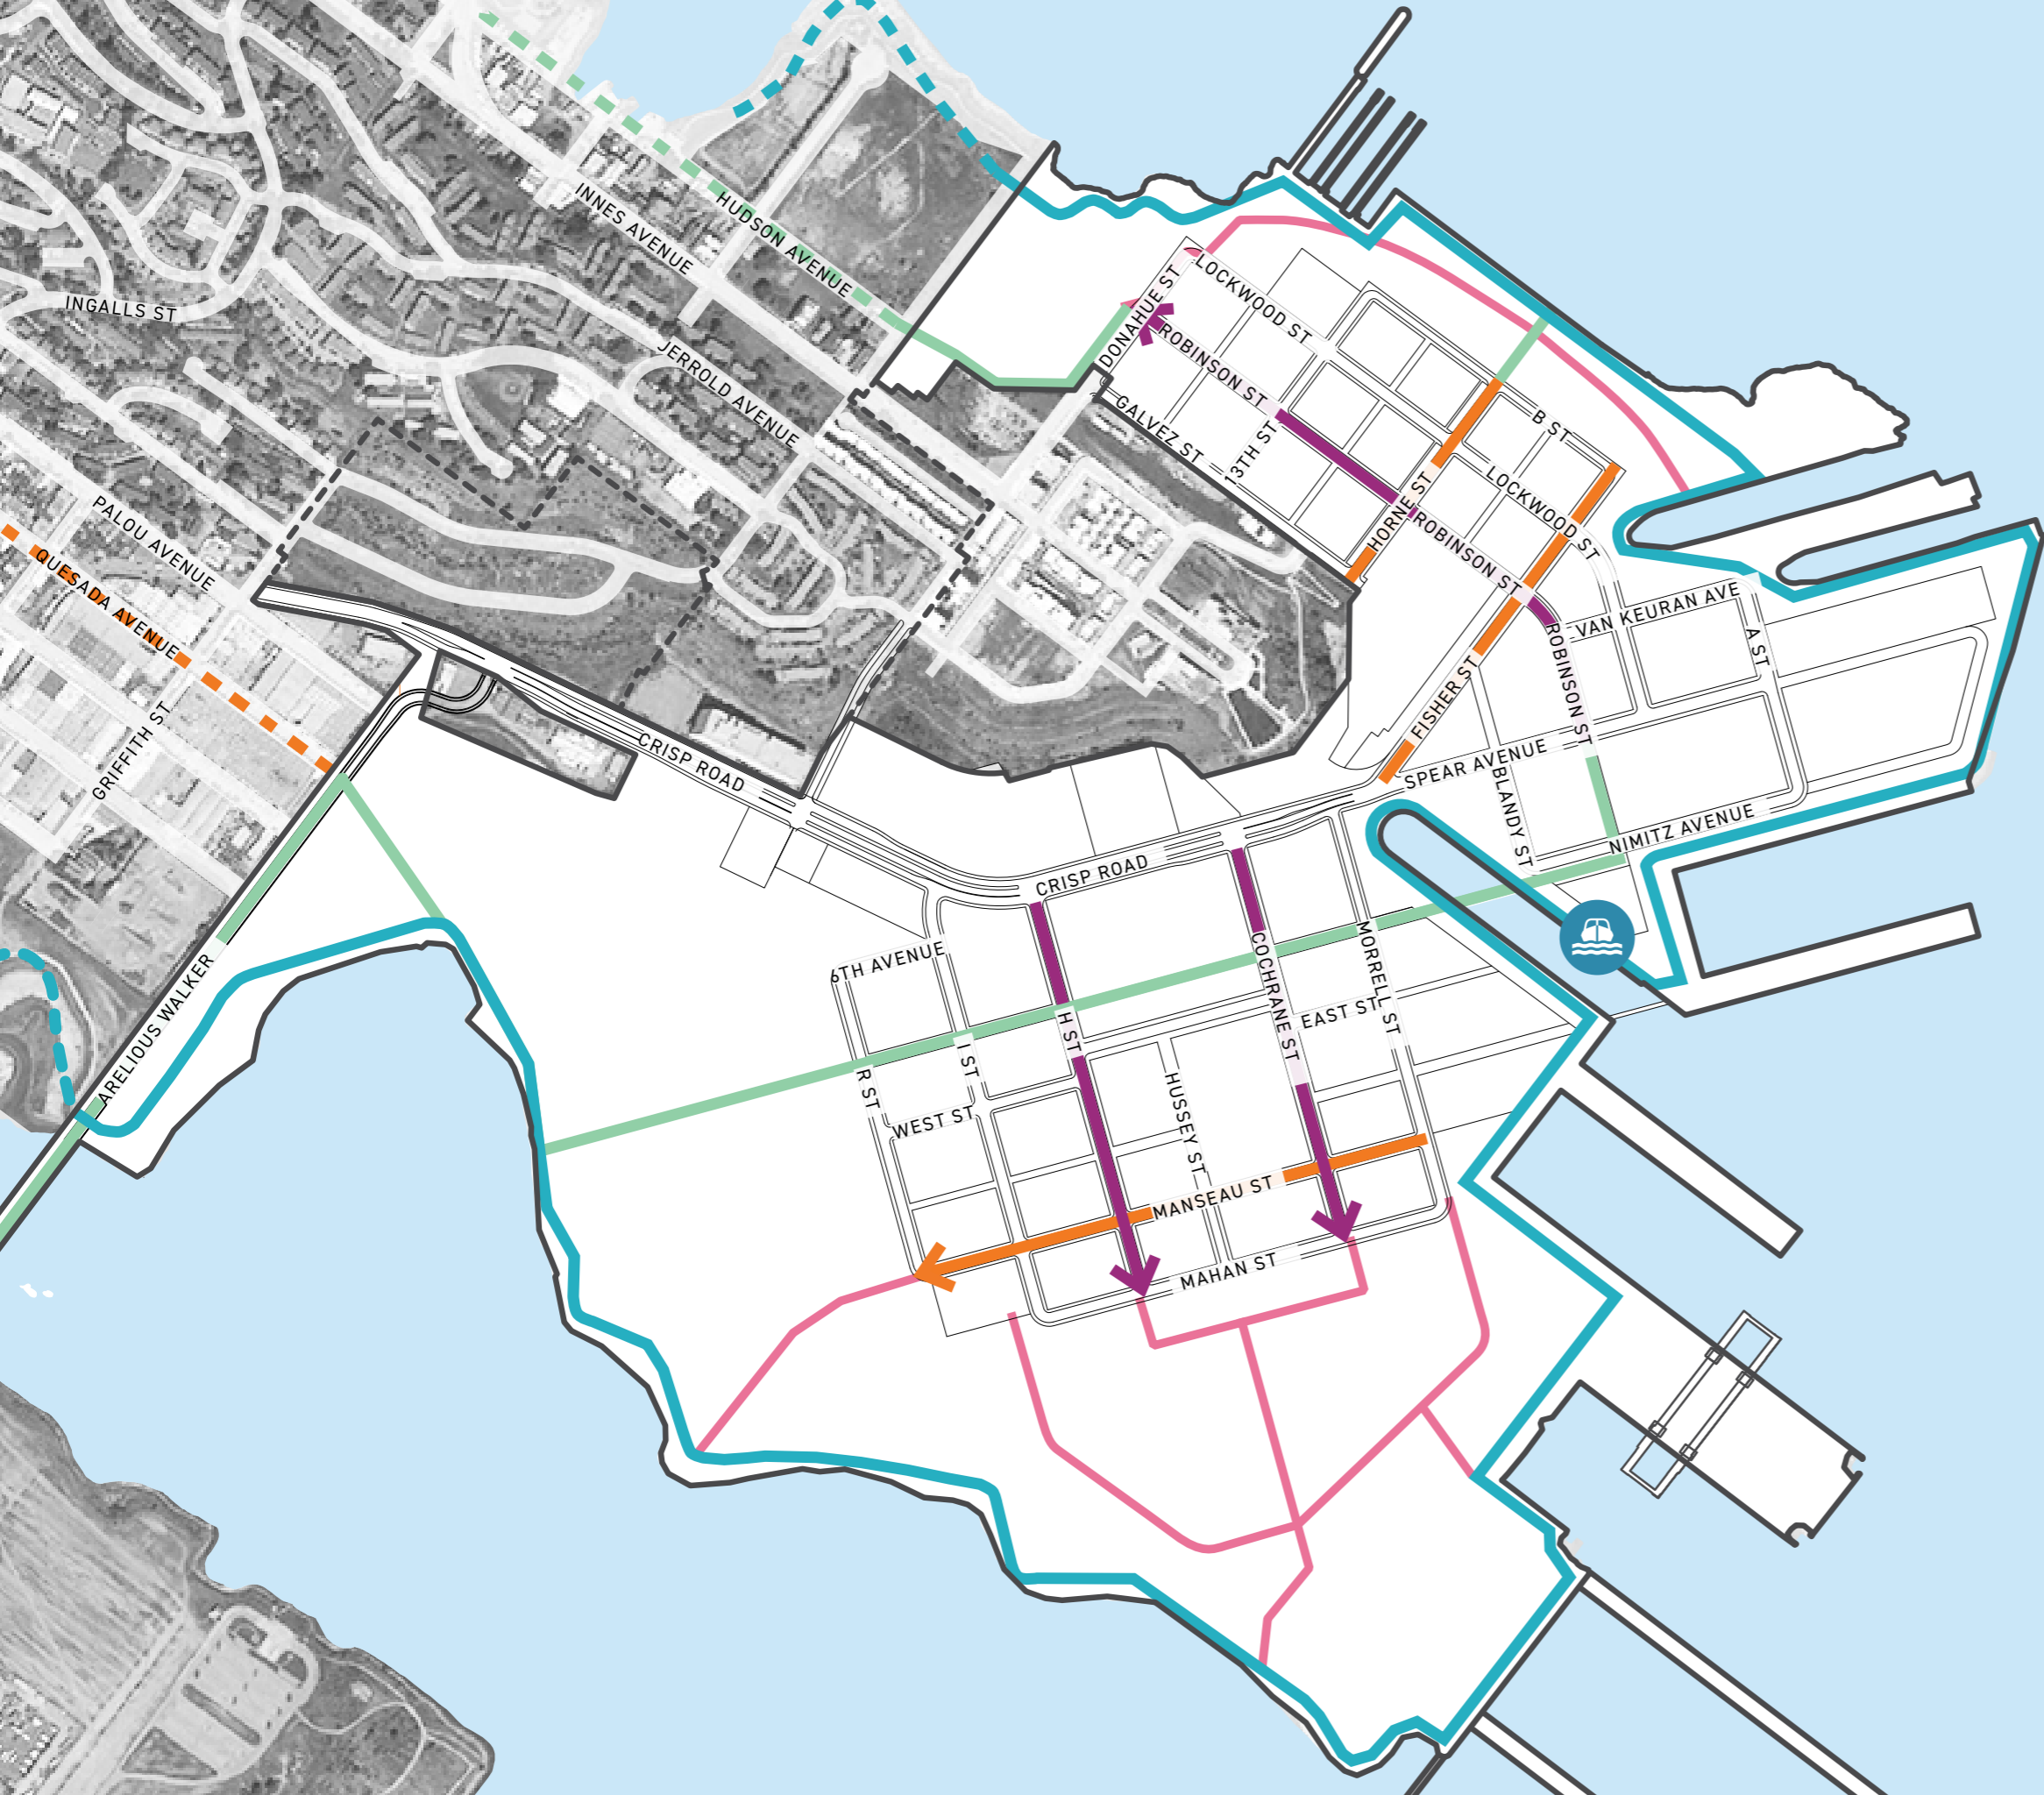 INNES AVENUE
HUDSON AVENUE
INGALLS ST
JERROLD AVENUE
LOCKWOOD ST
DONAHUE ST
ROBINSON ST
GALVEZ ST
13TH ST
B ST
HORNE ST
LOCKWOOD ST
ROBINSON ST
PALOU AVENUE
QUESADA AVENUE
GRIFFITH ST
VAN KEURAN AVE
A ST
ROBINSON ST
FISHER ST
SPEAR AVENUE
BLANDY ST
NIMITZ AVENUE
CRISP ROAD
CRISP ROAD
6TH AVENUE
ARELIOUS WALKER
MORRELL ST
COCHRANE ST
EAST ST
H ST
I ST
R ST
WEST ST
HUSSEY ST
MANSEAU ST
MAHAN ST